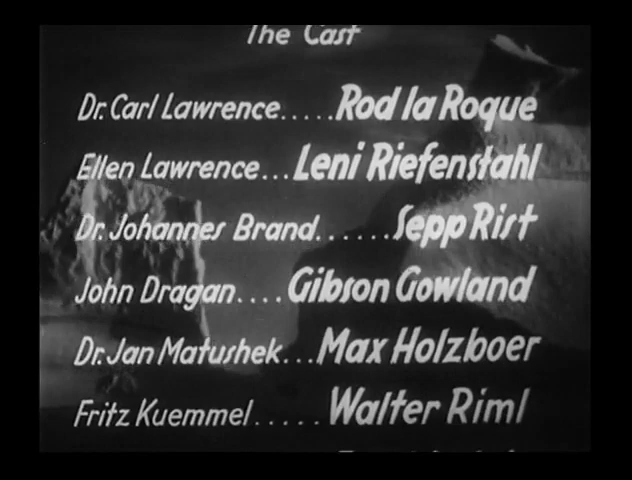 The Cast
Dr. Carl Lawrence.....Rod la Roque
Ellen Lawrence...Leni Riefenstahl
Dr. Johannes Brand......Sepp Rist
John Dragan....Gibson Gowland
Dr. Jan Matushek...Max Holzboer
Fritz Kuemmel.....Walter Riml